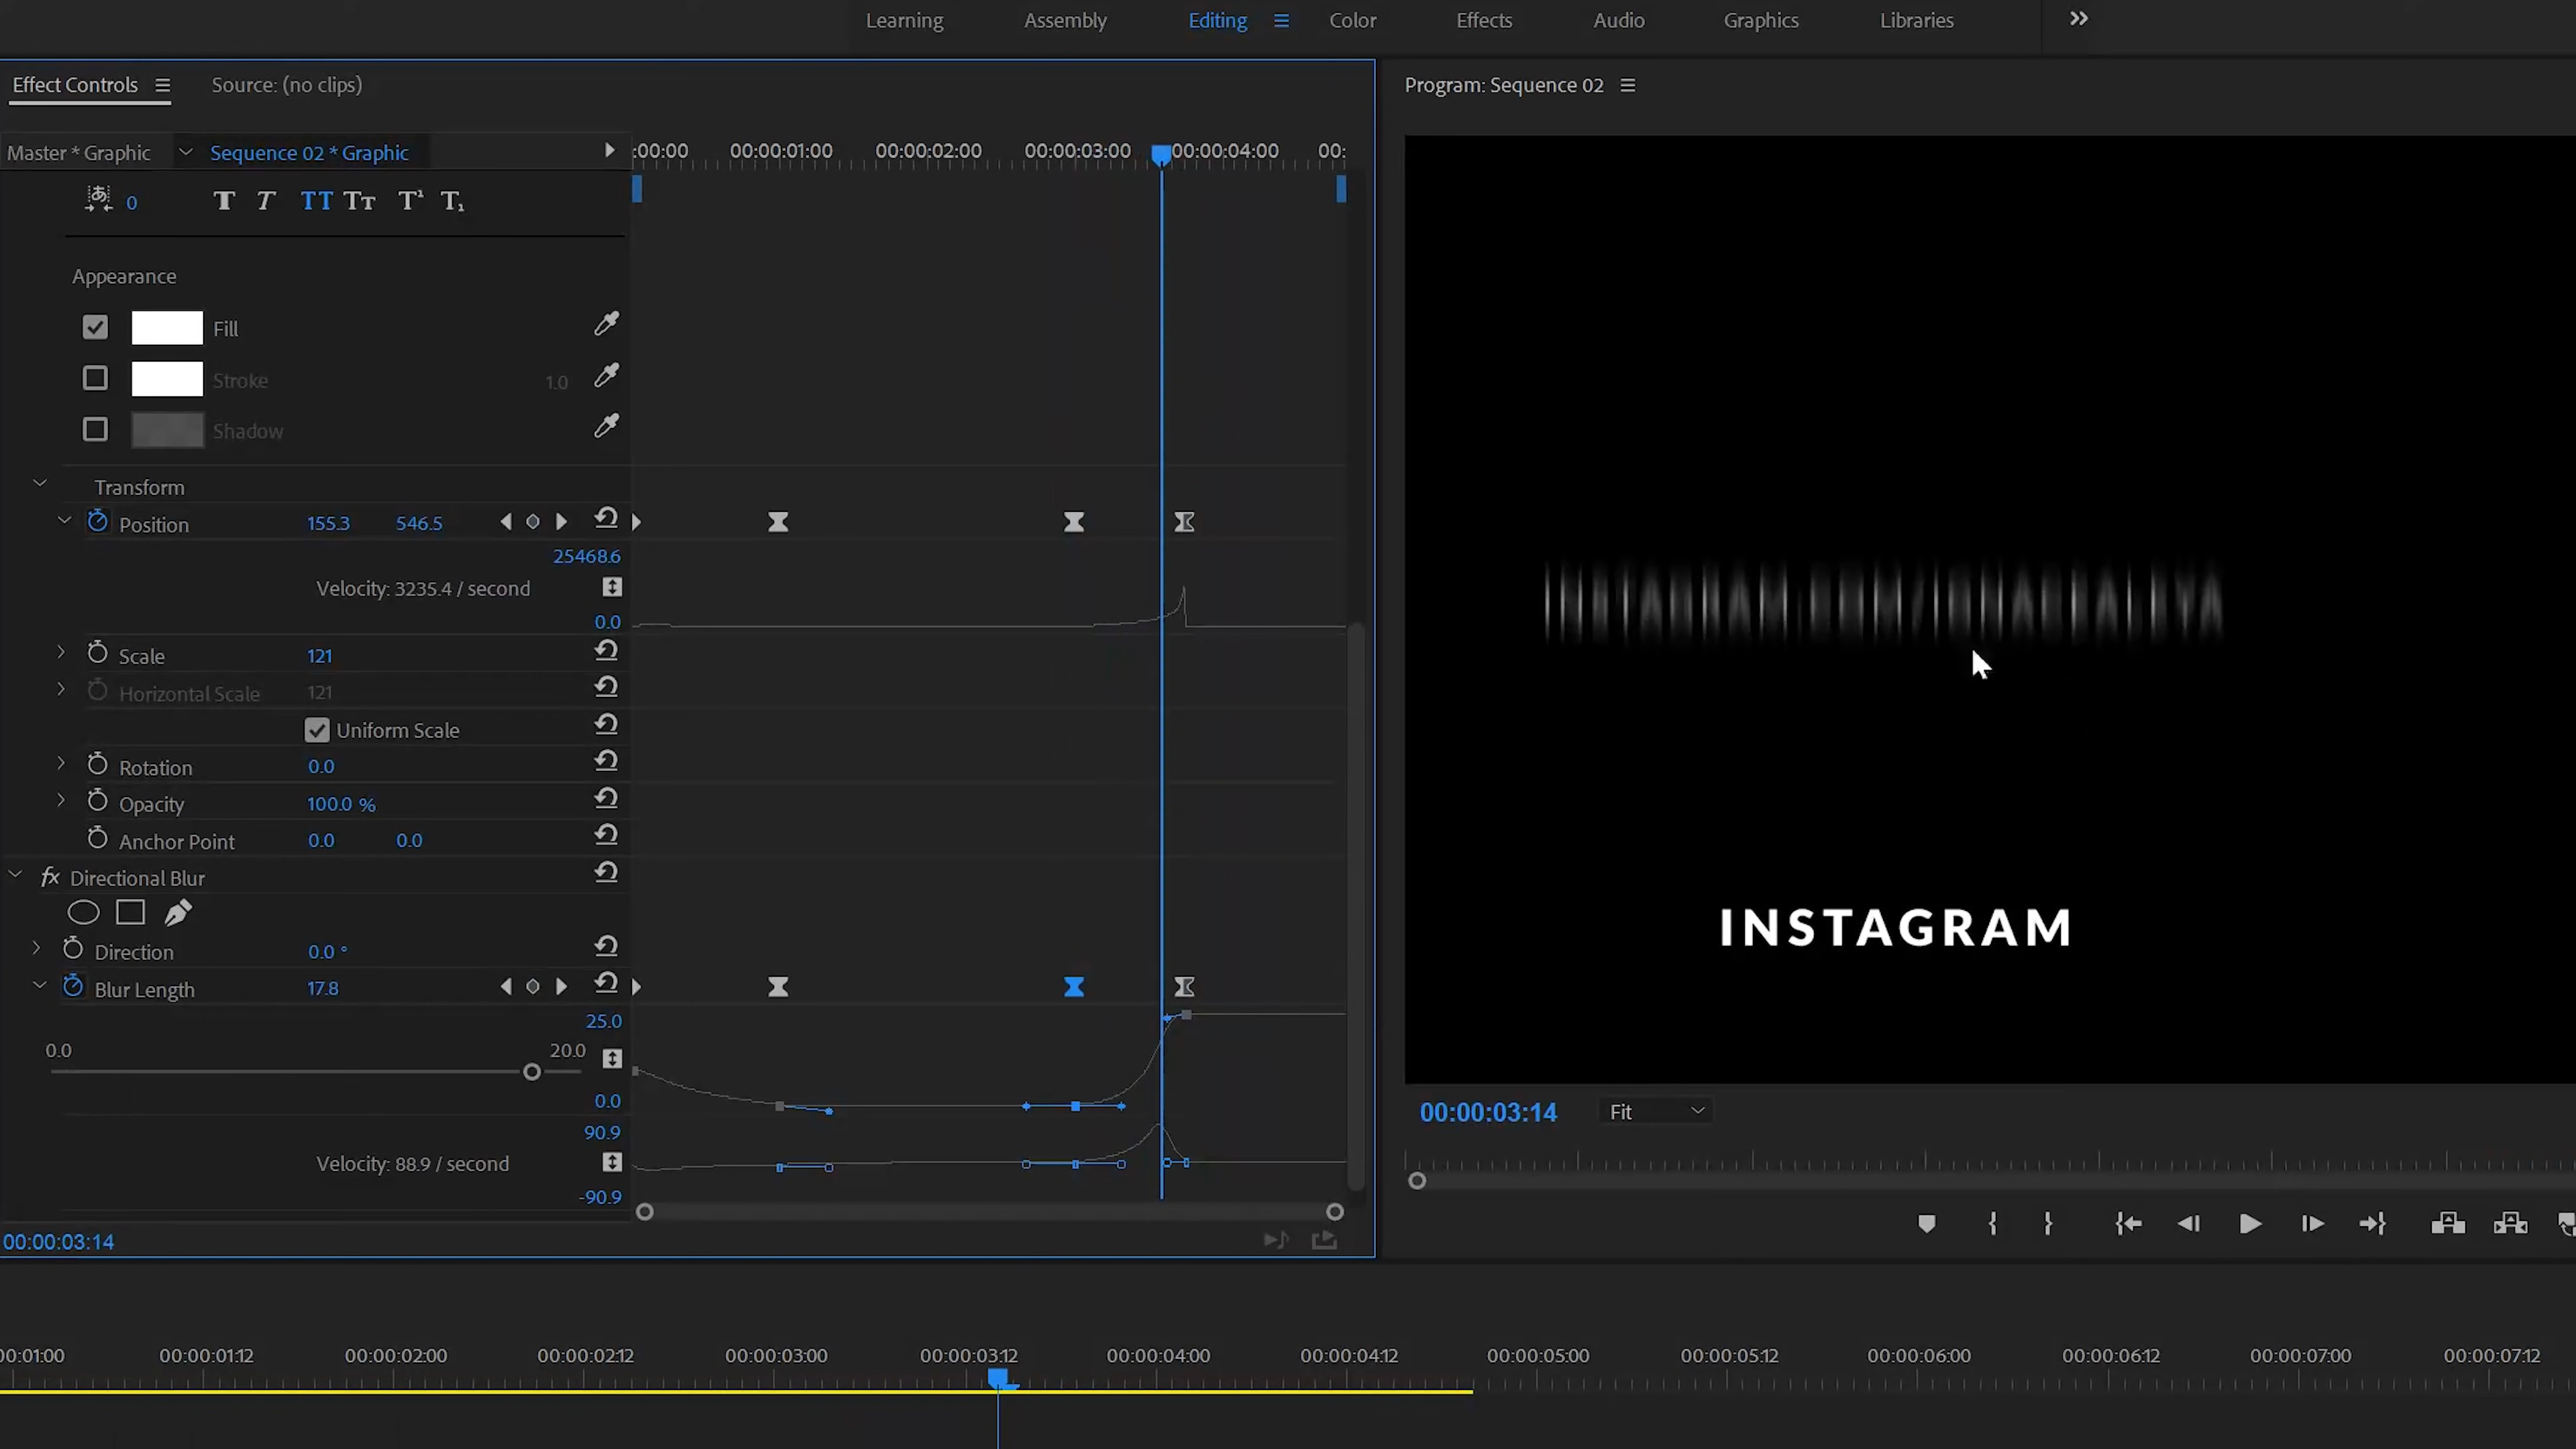 Learning Assembly Editing Color Effects Audio Graphics Libraries
Effect Controls Source: (no clips)
Program: Sequence 02
Master * Graphic Sequence 02 * Graphic
:00:00 00:00:01:00 00:00:02:00 00:00:03:00 00:00:04:00 00:
0 T T TT TT T¹ T₁
Appearance
Fill
Stroke 1.0
Shadow
Transform
Position 155.3 546.5
25468.6
Velocity: 3235.4 / second
0.0
Scale 121
Horizontal Scale 121
Uniform Scale
Rotation 0.0
Opacity 100.0 %
Anchor Point 0.0 0.0
fx Directional Blur
Direction 0.0 °
Blur Length 17.8
25.0
0.0 20.0
0.0
90.9
Velocity: 88.9 / second
-90.9
00:00:03:14
INSTAGRAM
00:00:03:14 Fit
00:01:00 00:00:01:12 00:00:02:00 00:00:02:12 00:00:03:00 00:00:03:12 00:00:04:00 00:00:04:12 00:00:05:00 00:00:05:12 00:00:06:00 00:00:06:12 00:00:07:00 00:00:07:12